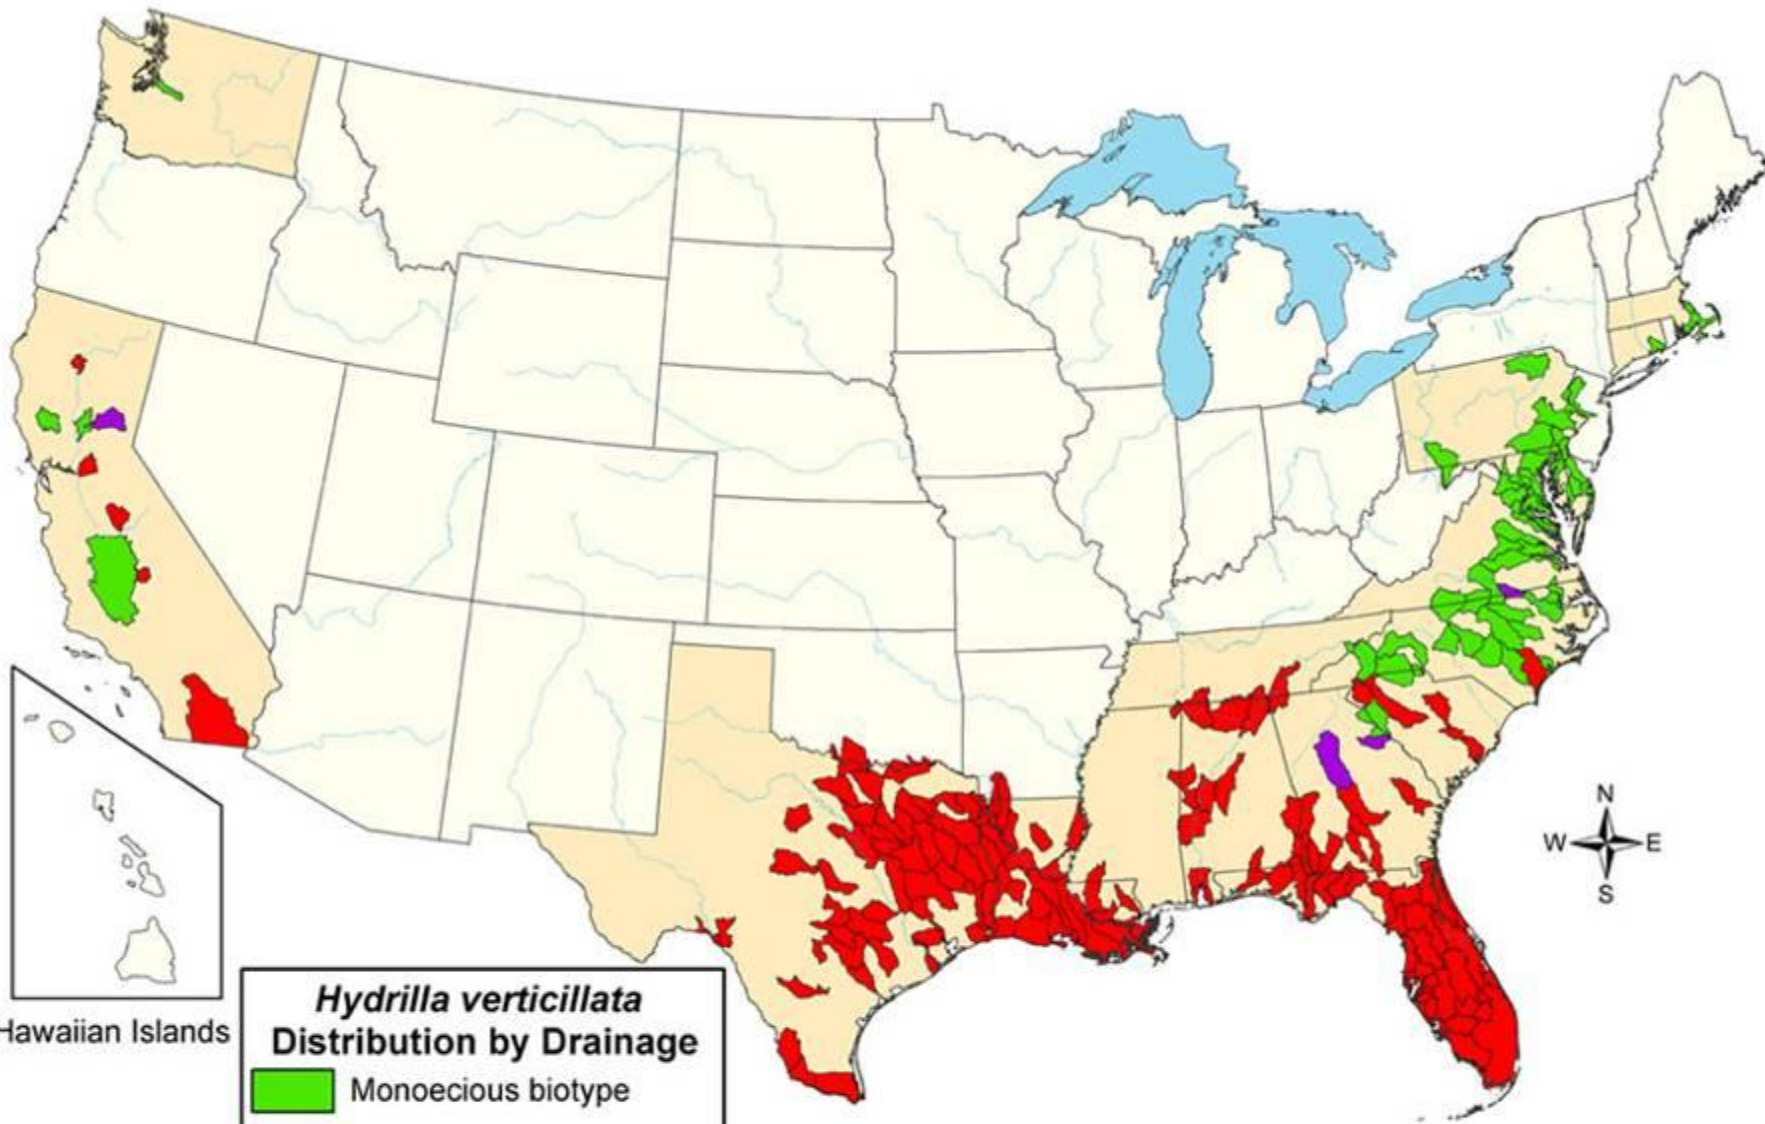 N
W E
S
Hawaiian Islands
Hydrilla verticillata
Distribution by Drainage
Monoecious biotype